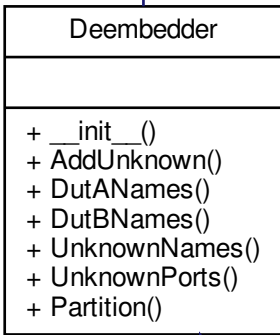 Deembedder
+ __init__()
+ AddUnknown()
+ DutANames()
+ DutBNames()
+ UnknownNames()
+ UnknownPorts()
+ Partition()